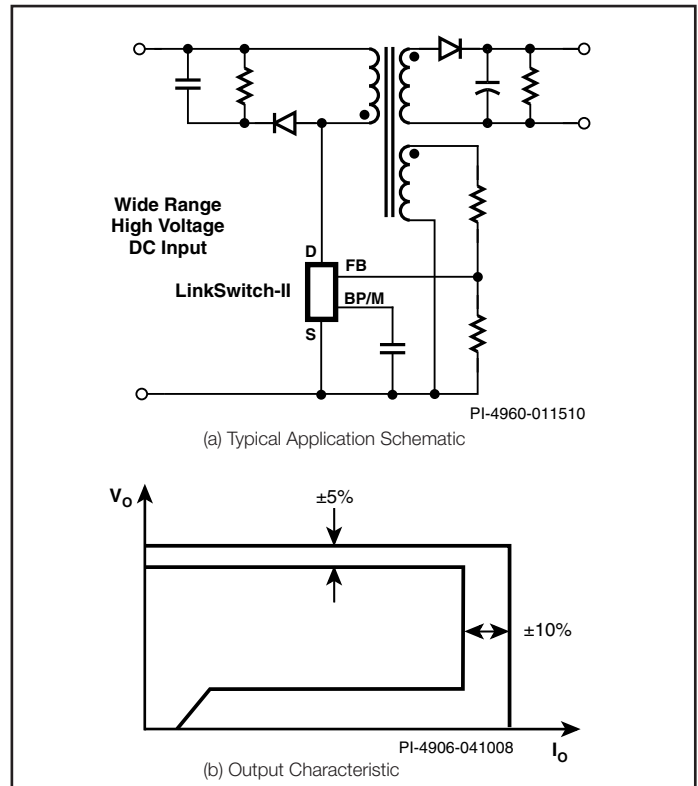 Wide Range
High Voltage
DC Input
D
FB
LinkSwitch-II
BP/M
S
PI-4960-011510
(a) Typical Application Schematic
VO
±5%
±10%
PI-4906-041008
IO
(b) Output Characteristic